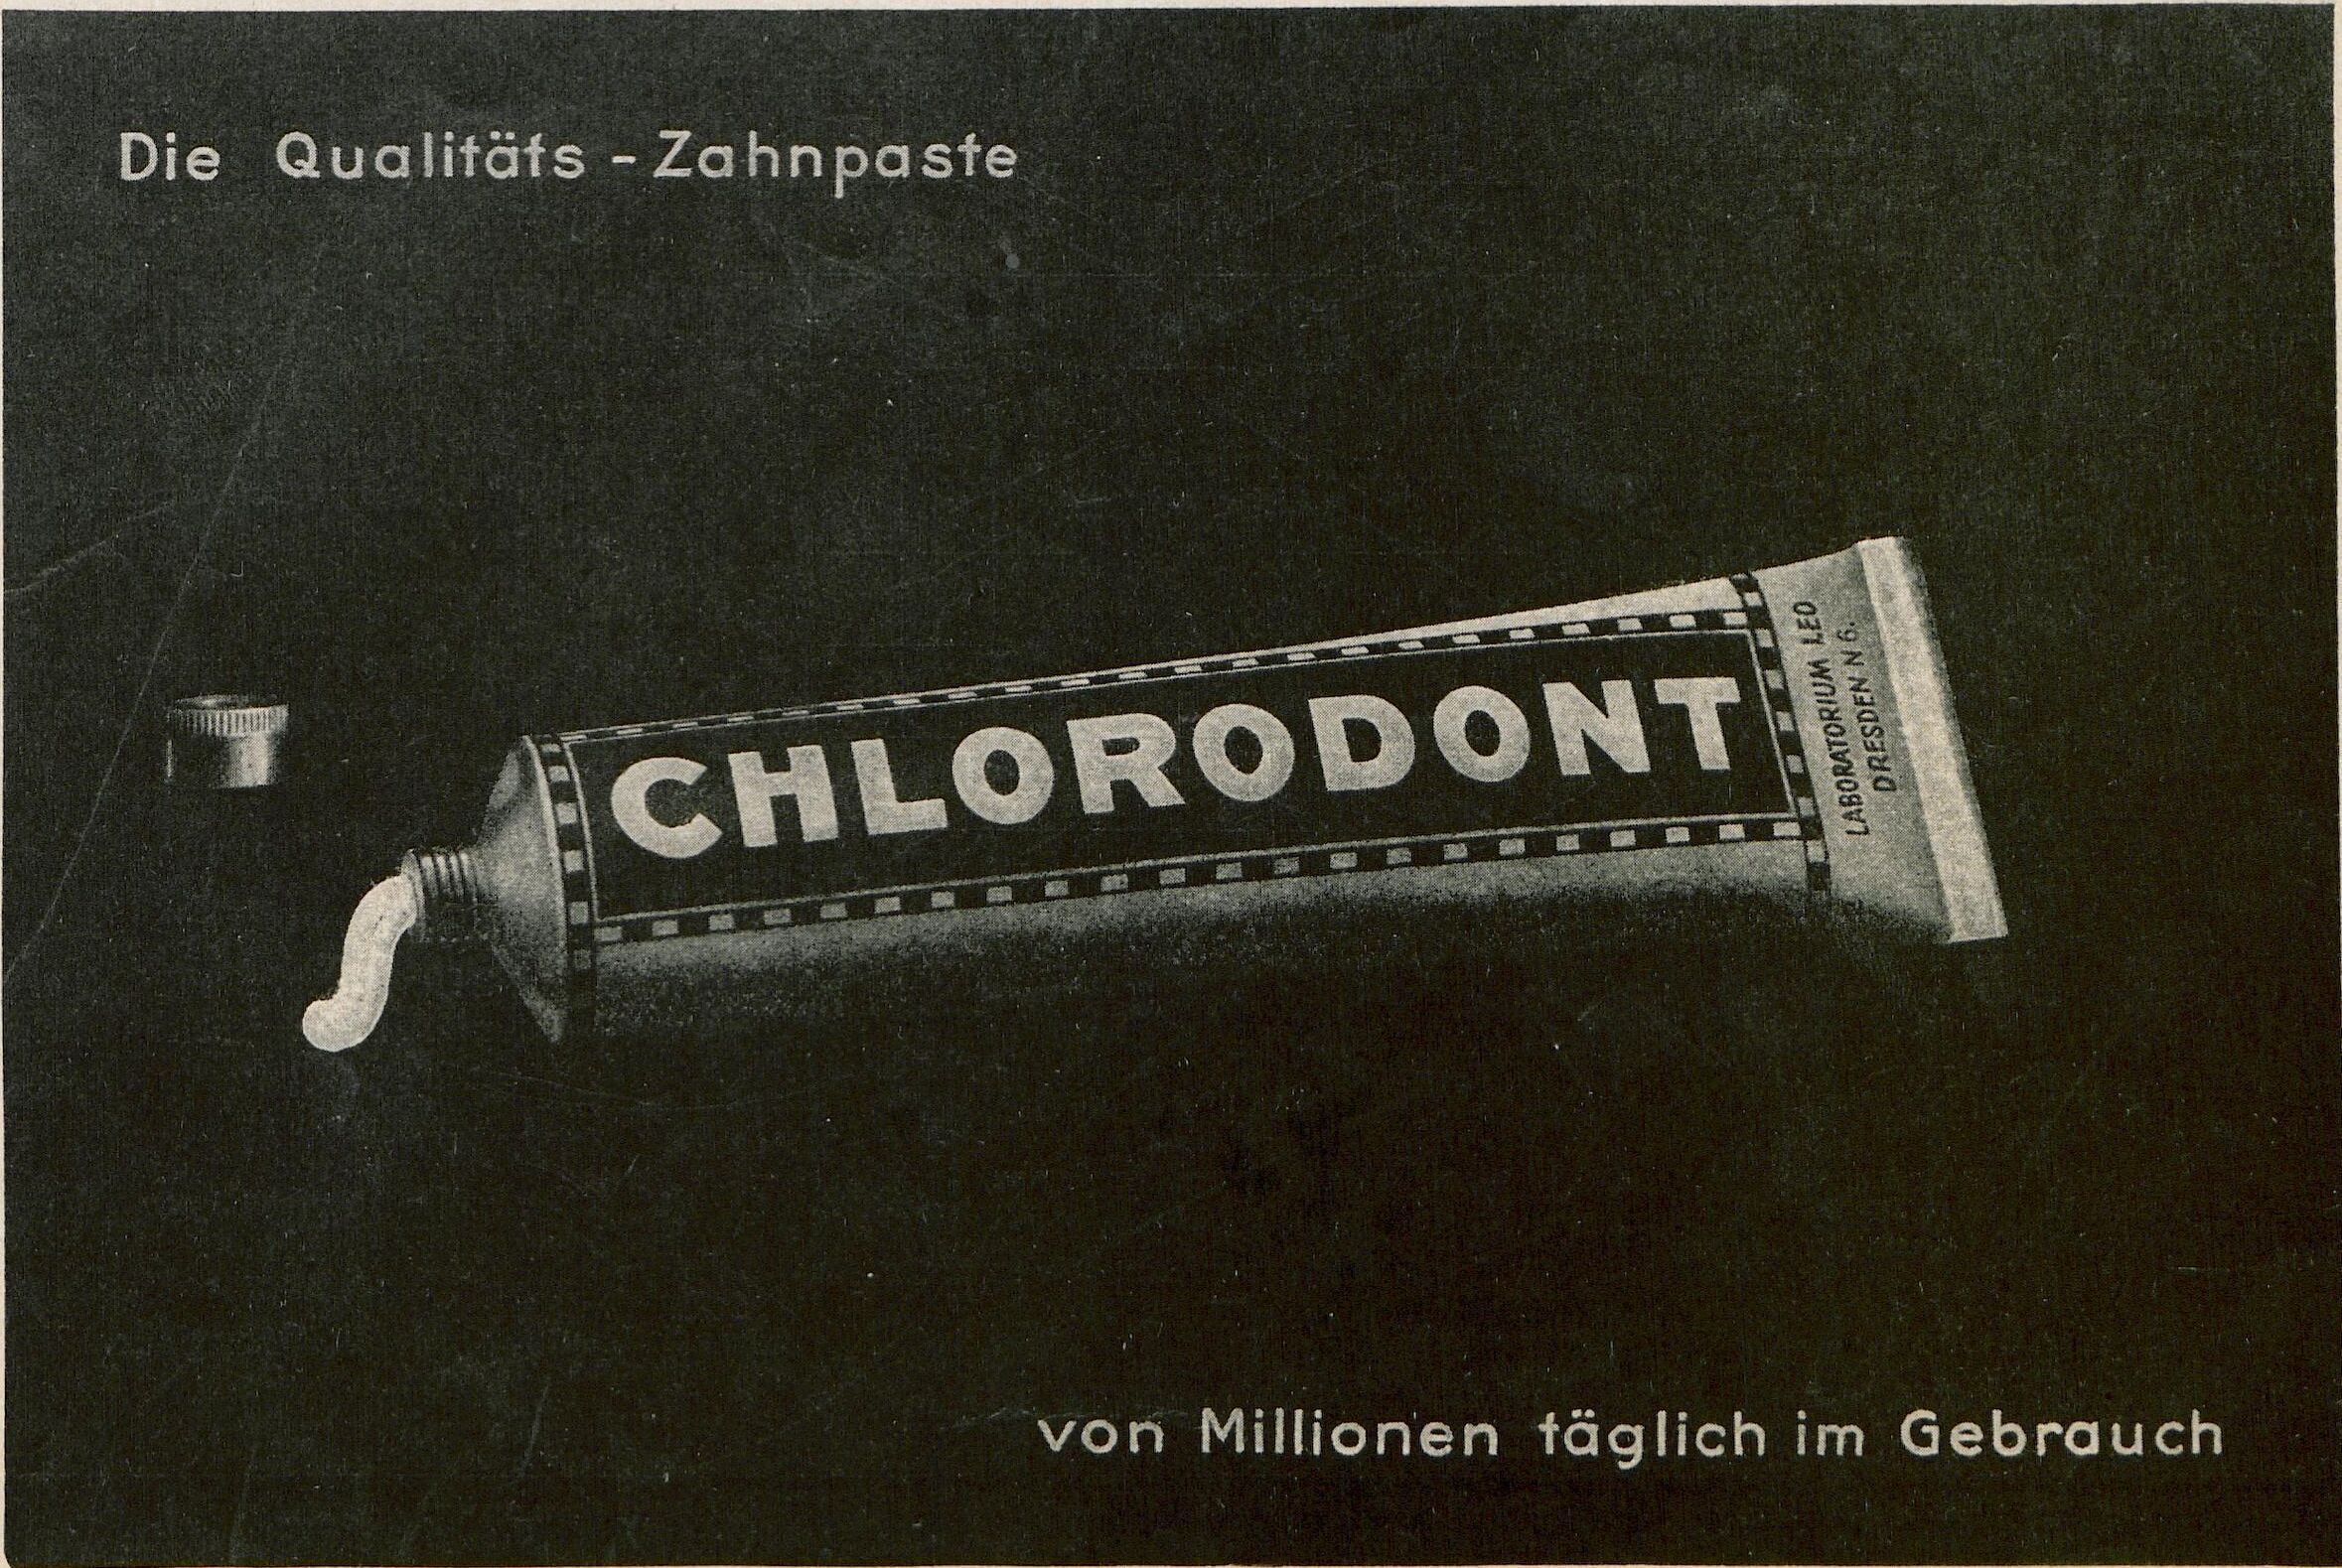 Die Qualitäts - Zahnpaste
CHLORODONT
LABORATORIUM LEO
DRESDEN N 6.
von Millionen täglich im Gebrauch